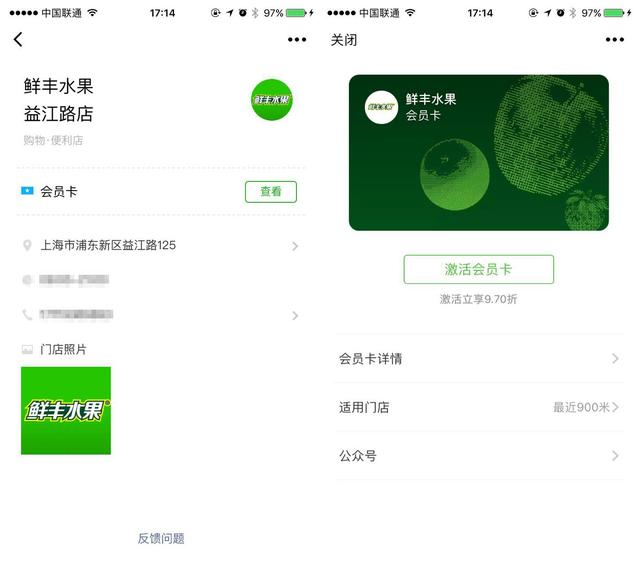 中国联通
17:14
97%
鲜丰水果
益江路店
鲜丰水果
购物·便利店
会员卡
查看
上海市浦东新区益江路125
门店照片
鲜丰水果
反馈问题
中国联通
17:14
97%
关闭
鲜丰水果
鲜丰水果
会员卡
激活会员卡
激活立享9.70折
会员卡详情
适用门店
最近900米
公众号